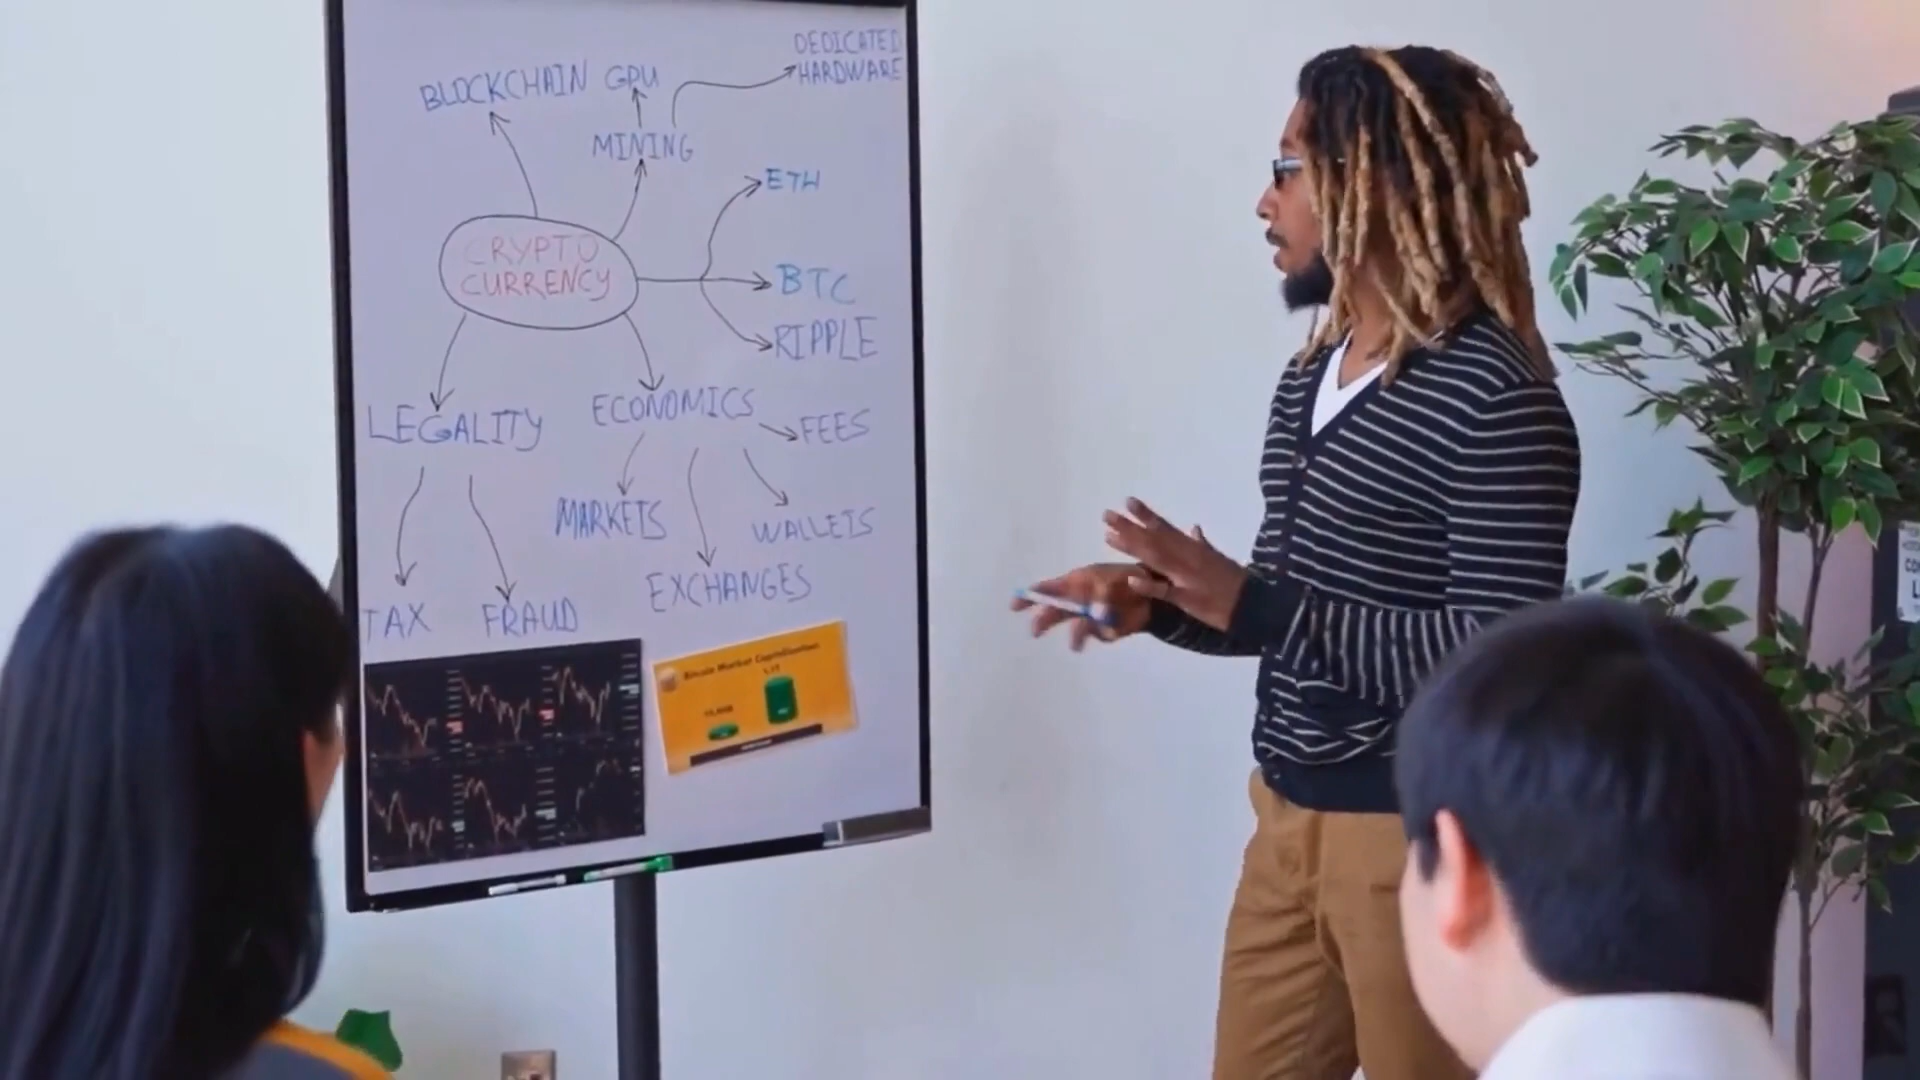 DEDICATED
HARDWARE
BLOCKCHAIN
GPU
MINING
ETH
CRYPTO
CURRENCY
BTC
RIPPLE
LEGALITY
ECONOMICS
FEES
MARKETS
WALLETS
EXCHANGES
TAX
FRAUD
Bitcoin Market Capitalization